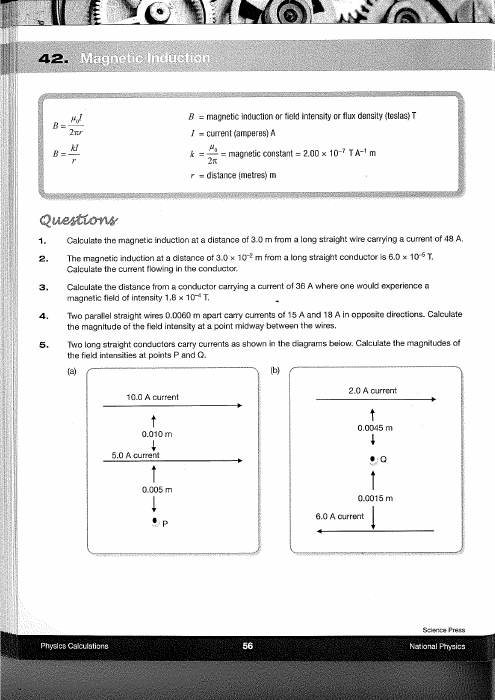 42. Magnetic Induction
B = μ₀I / 2πr
B = kI / r
B = magnetic induction or field intensity or flux density (teslas) T
I = current (amperes) A
k = μ₀ / 2π = magnetic constant = 2.00 × 10⁻⁷ T A⁻¹ m
r = distance (metres) m
Questions
1. Calculate the magnetic induction at a distance of 3.0 m from a long straight wire carrying a current of 48 A.
2. The magnetic induction at a distance of 3.0 × 10⁻² m from a long straight conductor is 6.0 × 10⁻⁵ T.
Calculate the current flowing in the conductor.
3. Calculate the distance from a conductor carrying a current of 36 A where one would experience a
magnetic field of intensity 1.8 × 10⁻⁴ T.
4. Two parallel straight wires 0.0060 m apart carry currents of 15 A and 18 A in opposite directions. Calculate
the magnitude of the field intensity at a point midway between the wires.
5. Two long straight conductors carry currents as shown in the diagrams below. Calculate the magnitudes of
the field intensities at points P and Q.
(a)
10.0 A current
0.010 m
5.0 A current
0.005 m
P
(b)
2.0 A current
0.0045 m
Q
0.0015 m
6.0 A current
Science Press
Physics Calculations
56
National Physics